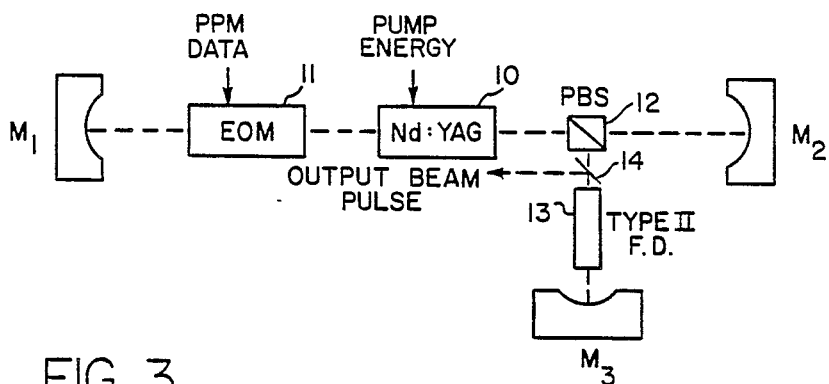 PPM
DATA
PUMP
ENERGY
11
10
PBS
12
M1
EOM
Nd:YAG
M2
14
OUTPUT BEAM
PULSE
13
TYPE II
F.D.
M3
FIG. 3